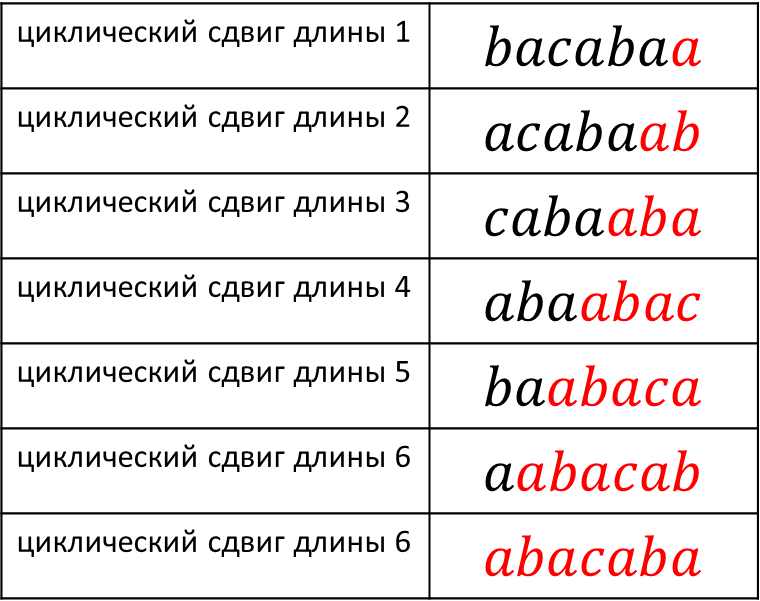 циклический сдвиг длины 1 bacabaa
циклический сдвиг длины 2 acabaab
циклический сдвиг длины 3 cabaaba
циклический сдвиг длины 4 abaabac
циклический сдвиг длины 5 baabaca
циклический сдвиг длины 6 aabacab
циклический сдвиг длины 6 abacaba